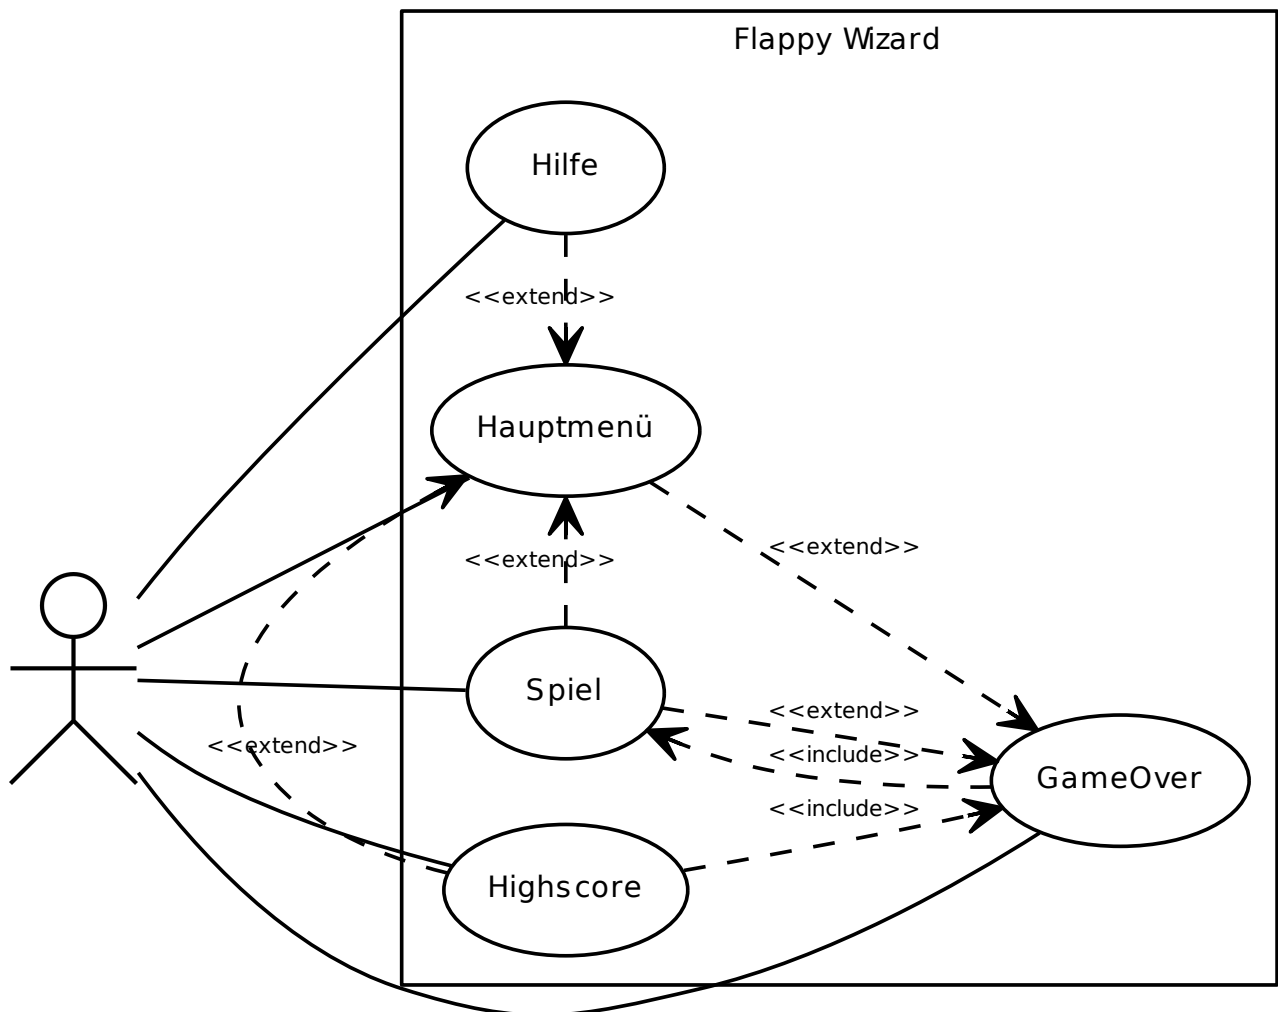 Flappy Wizard
Hilfe
<<extend>>
Hauptmenü
<<extend>>
<<extend>>
Spiel
<<extend>>
<<extend>>
<<include>>
GameOver
<<include>>
Highscore